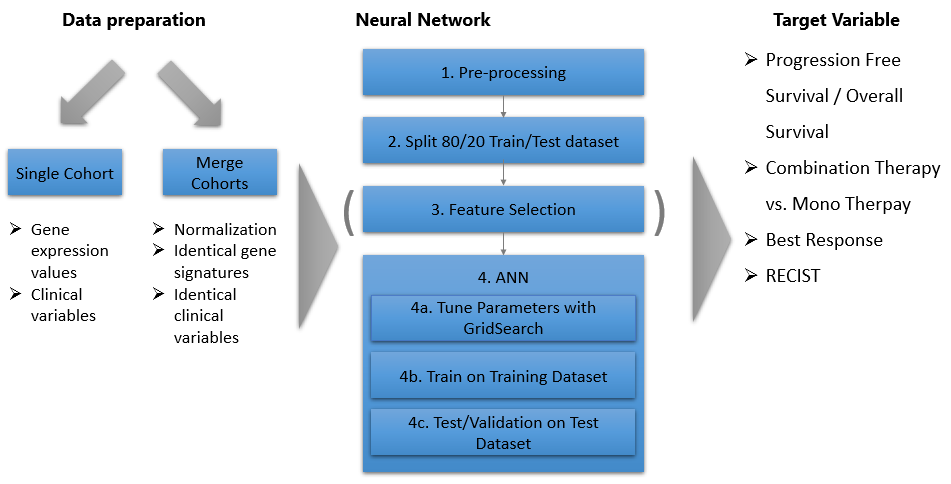 Data preparation
Single Cohort
Merge
Cohorts
➢ Gene
expression
values
➢ Clinical
variables
➢ Normalization
➢ Identical gene
signatures
➢ Identical
clinical
variables
Neural Network
1. Pre-processing
2. Split 80/20 Train/Test dataset
( 3. Feature Selection )
4. ANN
4a. Tune Parameters with
GridSearch
4b. Train on Training Dataset
4c. Test/Validation on Test
Dataset
Target Variable
➢ Progression Free
Survival / Overall
Survival
➢ Combination Therapy
vs. Mono Therpay
➢ Best Response
➢ RECIST